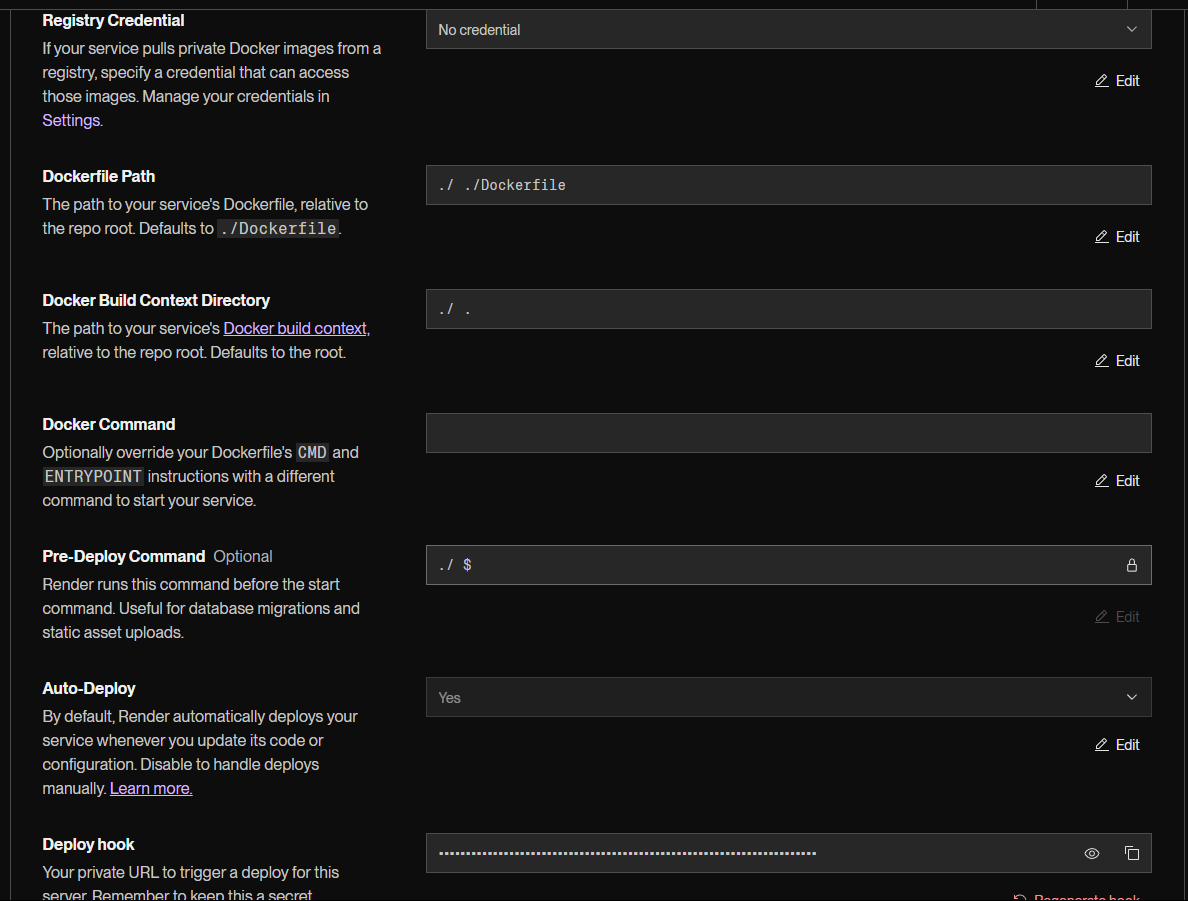 Registry Credential
No credential
If your service pulls private Docker images from a
registry, specify a credential that can access
those images. Manage your credentials in
Settings.
Edit
Dockerfile Path
./ ./Dockerfile
The path to your service's Dockerfile, relative to
the repo root. Defaults to ./Dockerfile.
Edit
Docker Build Context Directory
./ .
The path to your service's Docker build context,
relative to the repo root. Defaults to the root.
Edit
Docker Command
Optionally override your Dockerfile's CMD and
ENTRYPOINT instructions with a different
command to start your service.
Edit
Pre-Deploy Command Optional
./ $
Render runs this command before the start
command. Useful for database migrations and
static asset uploads.
Edit
Auto-Deploy
Yes
By default, Render automatically deploys your
service whenever you update its code or
configuration. Disable to handle deploys
manually. Learn more.
Edit
Deploy hook
Your private URL to trigger a deploy for this
server. Remember to keep this a secret.
Regenerate hook